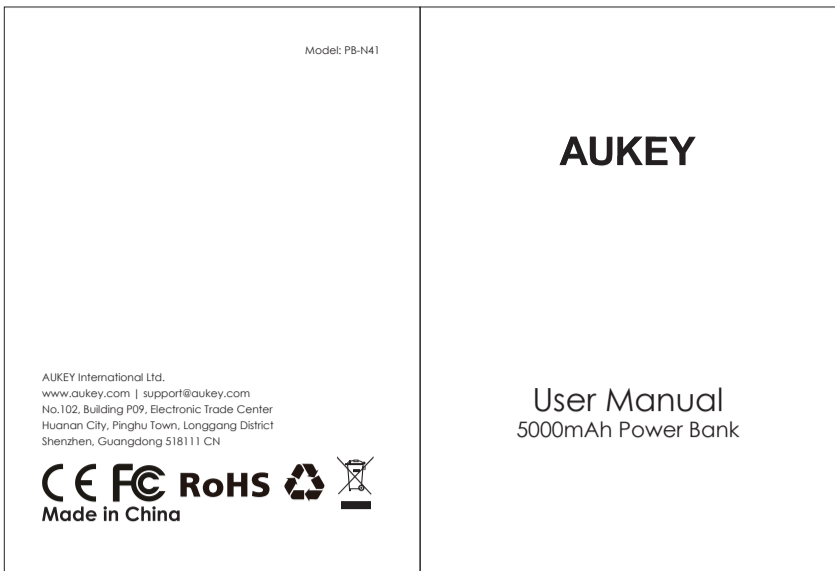 Model: PB-N41
AUKEY International Ltd.
www.aukey.com | support@aukey.com
No.102, Building P09, Electronic Trade Center
Huanan City, Pinghu Town, Longgang District
Shenzhen, Guangdong 518111 CN
CE FC RoHS
Made in China
AUKEY
User Manual
5000mAh Power Bank